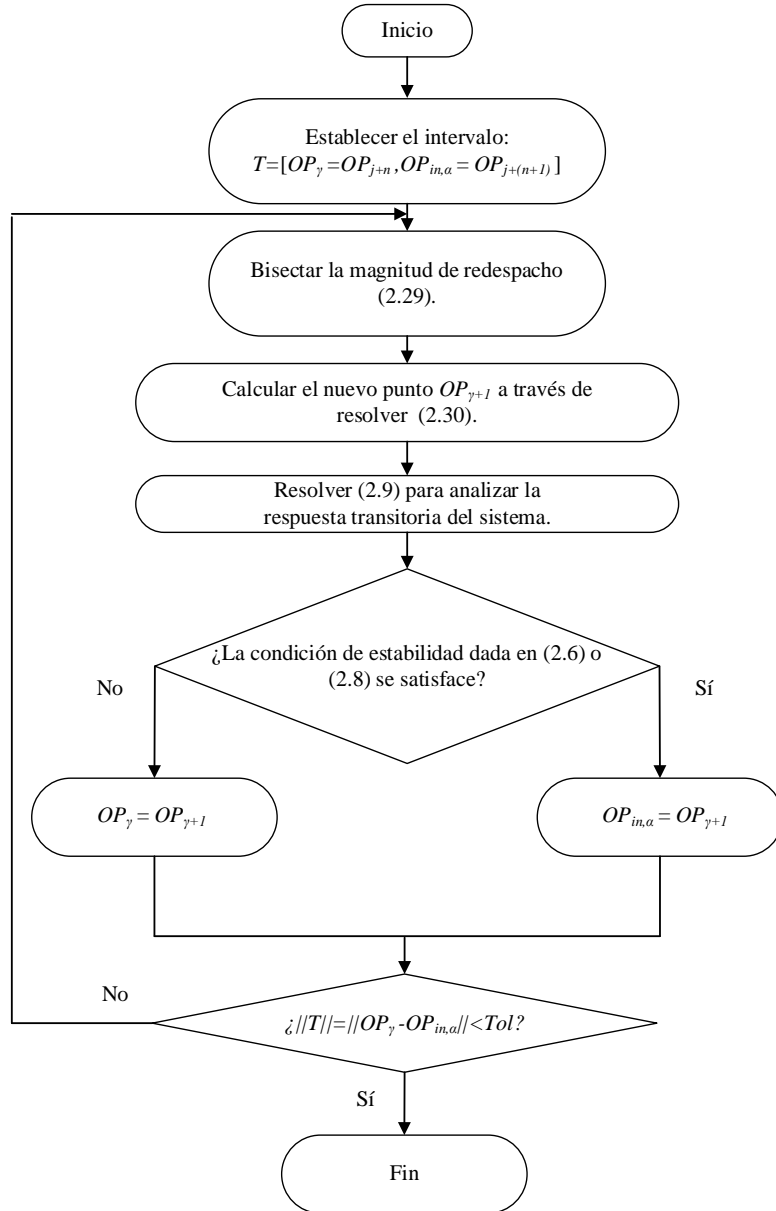 Inicio
Establecer el intervalo:
T=[OPγ =OPj+n ,OPin,α = OPj+(n+1) ]
Bisectar la magnitud de redespacho
(2.29).
Calcular el nuevo punto OPγ+1 a través de
resolver (2.30).
Resolver (2.9) para analizar la
respuesta transitoria del sistema.
¿La condición de estabilidad dada en (2.6) o
(2.8) se satisface?
No
Sí
OPγ = OPγ+1
OPin,α = OPγ+1
No
¿||T||=||OPγ -OPin,α||<Tol?
Sí
Fin